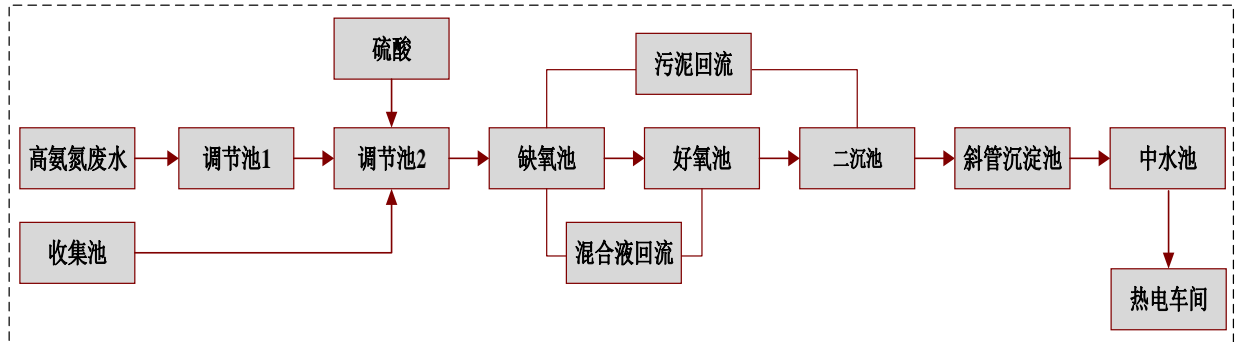 硫酸
污泥回流
高氨氮废水
调节池1
调节池2
缺氧池
好氧池
二沉池
斜管沉淀池
中水池
收集池
混合液回流
热电车间